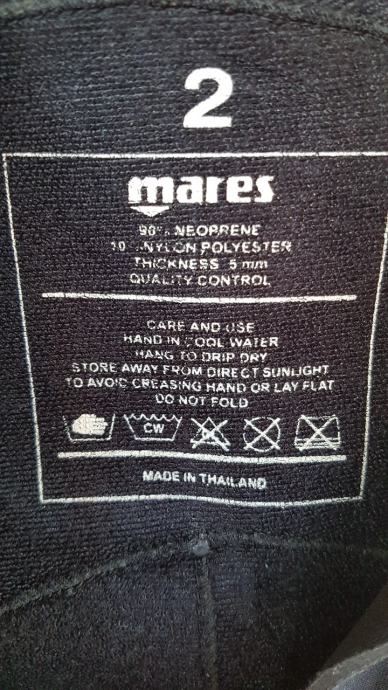 2
mares
90% NEOPRENE
10% NYLON POLYESTER
THICKNESS 5 mm
QUALITY CONTROL
CARE AND USE
HAND IN COOL WATER
HANG TO DRIP DRY
STORE AWAY FROM DIRECT SUNLIGHT
TO AVOID CREASING HAND OR LAY FLAT
DO NOT FOLD
CW
MADE IN THAILAND